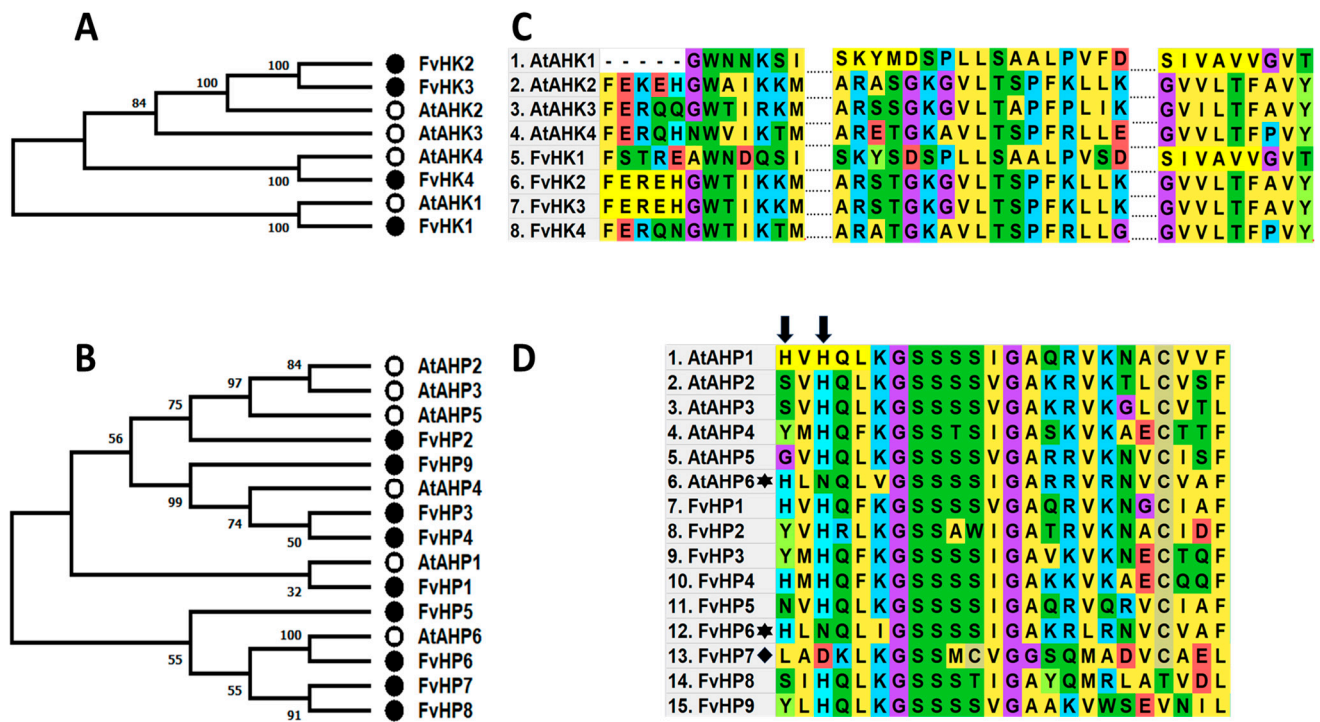 A
100
FvHK2
FvHK3
100
AtAHK2
84
AtAHK3
AtAHK4
100
FvHK4
AtAHK1
100
FvHK1
C
1. AtAHK1 - - - - - G W N N K S I ...... S K Y M D S P L L S A A L P V F D ...... S I V A V V G V T
2. AtAHK2 F E K E H G W A I K K M A R A S G K G V L T S P F K L L K G V V L T F A V Y
3. AtAHK3 F E R Q Q G W T I R K M A R S S G K G V L T A P F P L I K G V I L T F A V Y
4. AtAHK4 F E R Q H N W V I K T M A R E T G K A V L T S P F R L L E G V V L T F P V Y
5. FvHK1 F S T R E A W N D Q S I S K Y S D S P L L S A A L P V S D S I V A V V G V T
6. FvHK2 F E R E H G W T I K K M A R S T G K G V L T S P F K L L K G V V L T F A V Y
7. FvHK3 F E R E H G W T I K K M A R S T G K G V L T S P F K L L K G V V L T F A V Y
8. FvHK4 F E R Q N G W T I K T M ...... A R A T G K A V L T S P F R L L G ...... G V V L T F P V Y
B
84
AtAHP2
97
AtAHP3
75
AtAHP5
56
FvHP2
FvHP9
99
AtAHP4
74
FvHP3
50
FvHP4
AtAHP1
32
FvHP1
FvHP5
100
AtAHP6
55
FvHP6
55
FvHP7
91
FvHP8
D
1. AtAHP1 H V H Q L K G S S S S I G A Q R V K N A C V V F
2. AtAHP2 S V H Q L K G S S S S V G A K R V K T L C V S F
3. AtAHP3 S V H Q L K G S S S S V G A K R V K G L C V T L
4. AtAHP4 Y M H Q F K G S S T S I G A S K V K A E C T T F
5. AtAHP5 G V H Q L K G S S S S V G A R R V K N V C I S F
6. AtAHP6 H L N Q L V G S S S S I G A R R V R N V C V A F
7. FvHP1 H V H Q F K G S S S S V G A Q R V K N G C I A F
8. FvHP2 Y V H R L K G S S A W I G A T R V K N A C I D F
9. FvHP3 Y M H Q F K G S S S S I G A V K V K N E C T Q F
10. FvHP4 H M H Q F K G S S S S I G A K K V K A E C Q Q F
11. FvHP5 N V H Q L K G S S S S I G A Q R V Q R V C I A F
12. FvHP6 H L N Q L I G S S S S I G A K R L R N V C V A F
13. FvHP7 L A D K L K G S S M C V G G S Q M A D V C A E L
14. FvHP8 S I H Q L K G S S S T I G A Y Q M R L A T V D L
15. FvHP9 Y L H Q L K G S S S S V G A A K V W S E V N I L